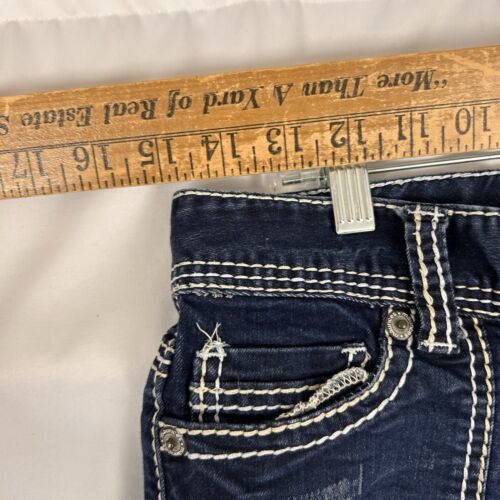 "More Than A Yard of Real Estate S
10 11 12 13 14 15 16 17